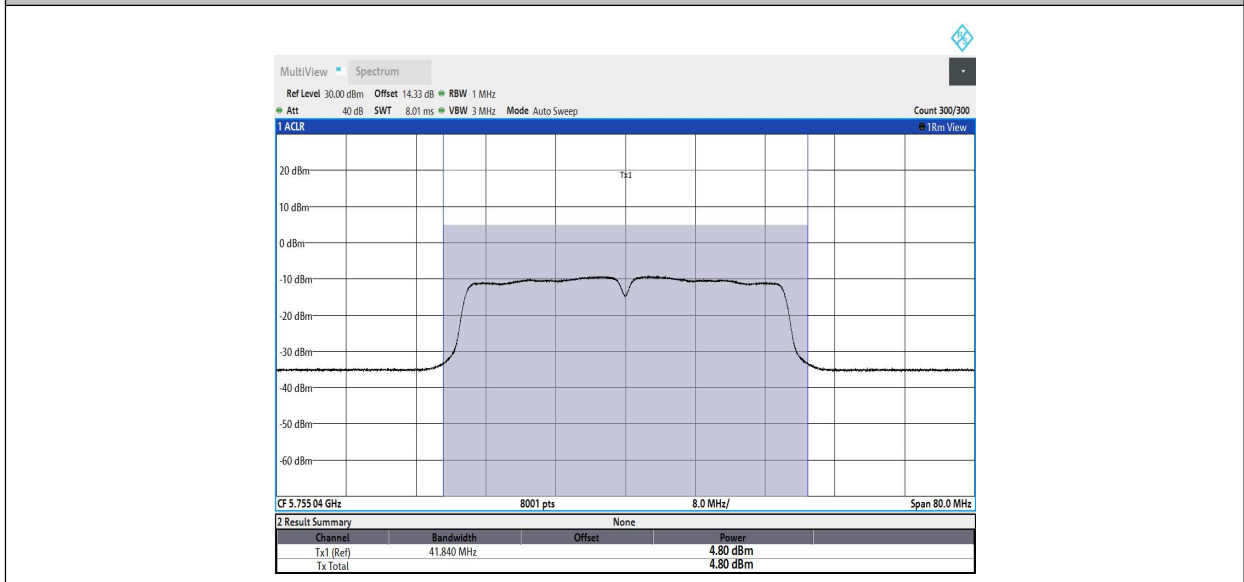 R&S
MultiView Spectrum
Ref Level 30.00 dBm Offset 14.33 dB RBW 1 MHz
Att 40 dB SWT 8.01 ms VBW 3 MHz Mode Auto Sweep Count 300/300
1 ACLR 1Rm View
20 dBm
Tx1
10 dBm
0 dBm
-10 dBm
-20 dBm
-30 dBm
-40 dBm
-50 dBm
-60 dBm
CF 5.755 04 GHz 8001 pts 8.0 MHz/ Span 80.0 MHz
2 Result Summary None
Channel Bandwidth Offset Power
Tx1 (Ref) 41.840 MHz 4.80 dBm
Tx Total 4.80 dBm